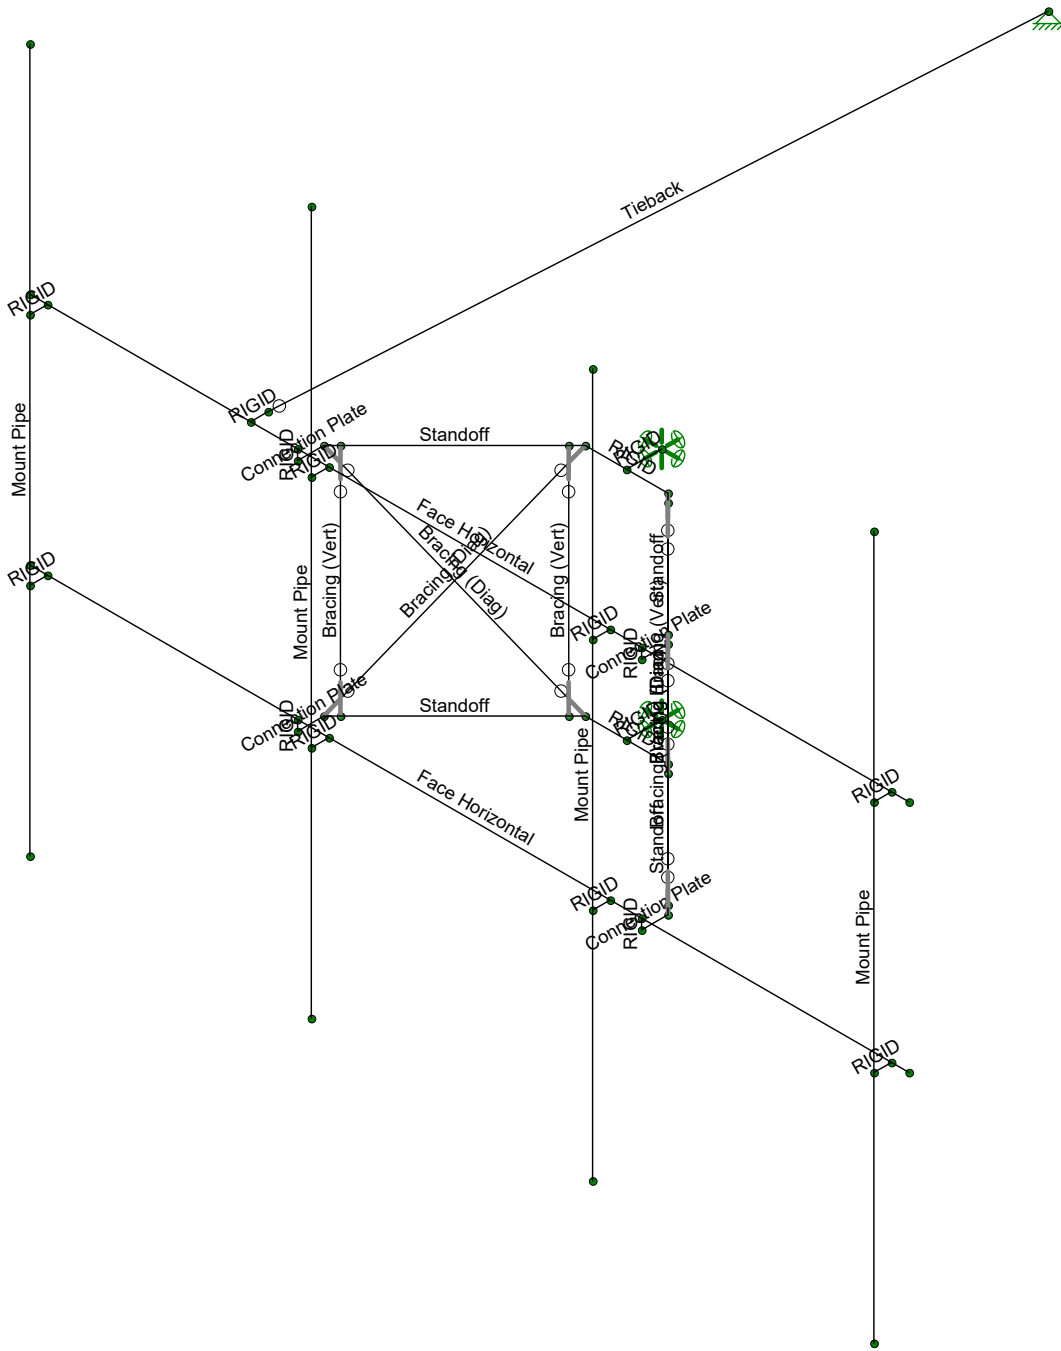 Tieback
RIGID
Mount Pipe
RIGID
Connection Plate
RIGID
RIGID
Standoff
RIGID
RIGID
Face Horizontal
Bracing (Vert)
Bracing (Diag)
Bracing (Diag)
Bracing (Vert)
Standoff
Mount Pipe
RIGID
RIGID
Connection Plate
RIGID
Connection Plate
RIGID
RIGID
Standoff
RIGID
RIGID
Mount Pipe
Face Horizontal
Standoff
RIGID
RIGID
Connection Plate
RIGID
Mount Pipe
RIGID